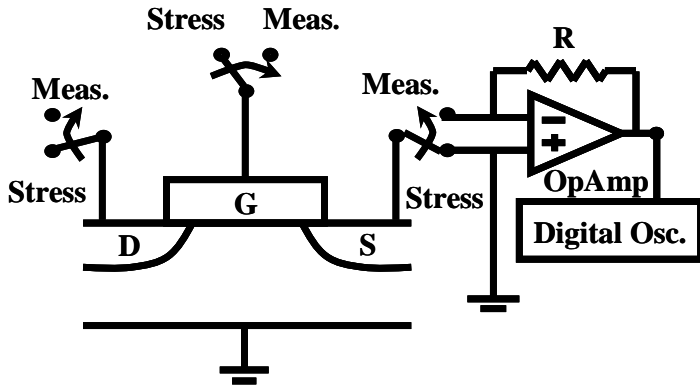 Stress Meas.
R
Meas.
Meas.
Stress
Stress
OpAmp
G
D
S
Digital Osc.